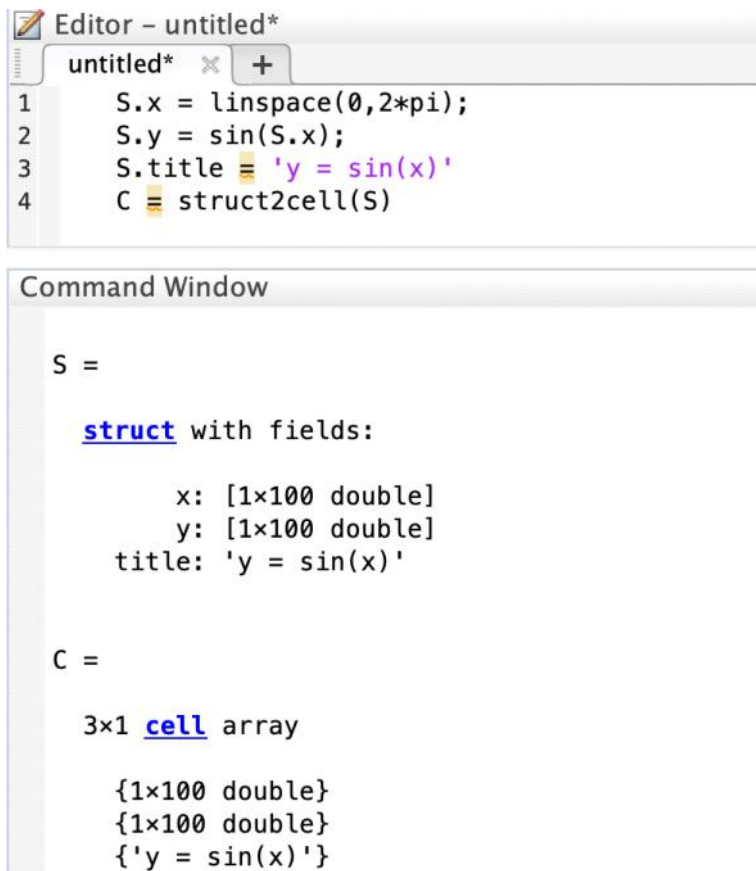 Editor – untitled*
untitled* × +
1 S.x = linspace(0,2*pi);
2 S.y = sin(S.x);
3 S.title = 'y = sin(x)'
4 C = struct2cell(S)
Command Window
S =
struct with fields:
x: [1×100 double]
y: [1×100 double]
title: 'y = sin(x)'
C =
3×1 cell array
{1×100 double}
{1×100 double}
{'y = sin(x)'}